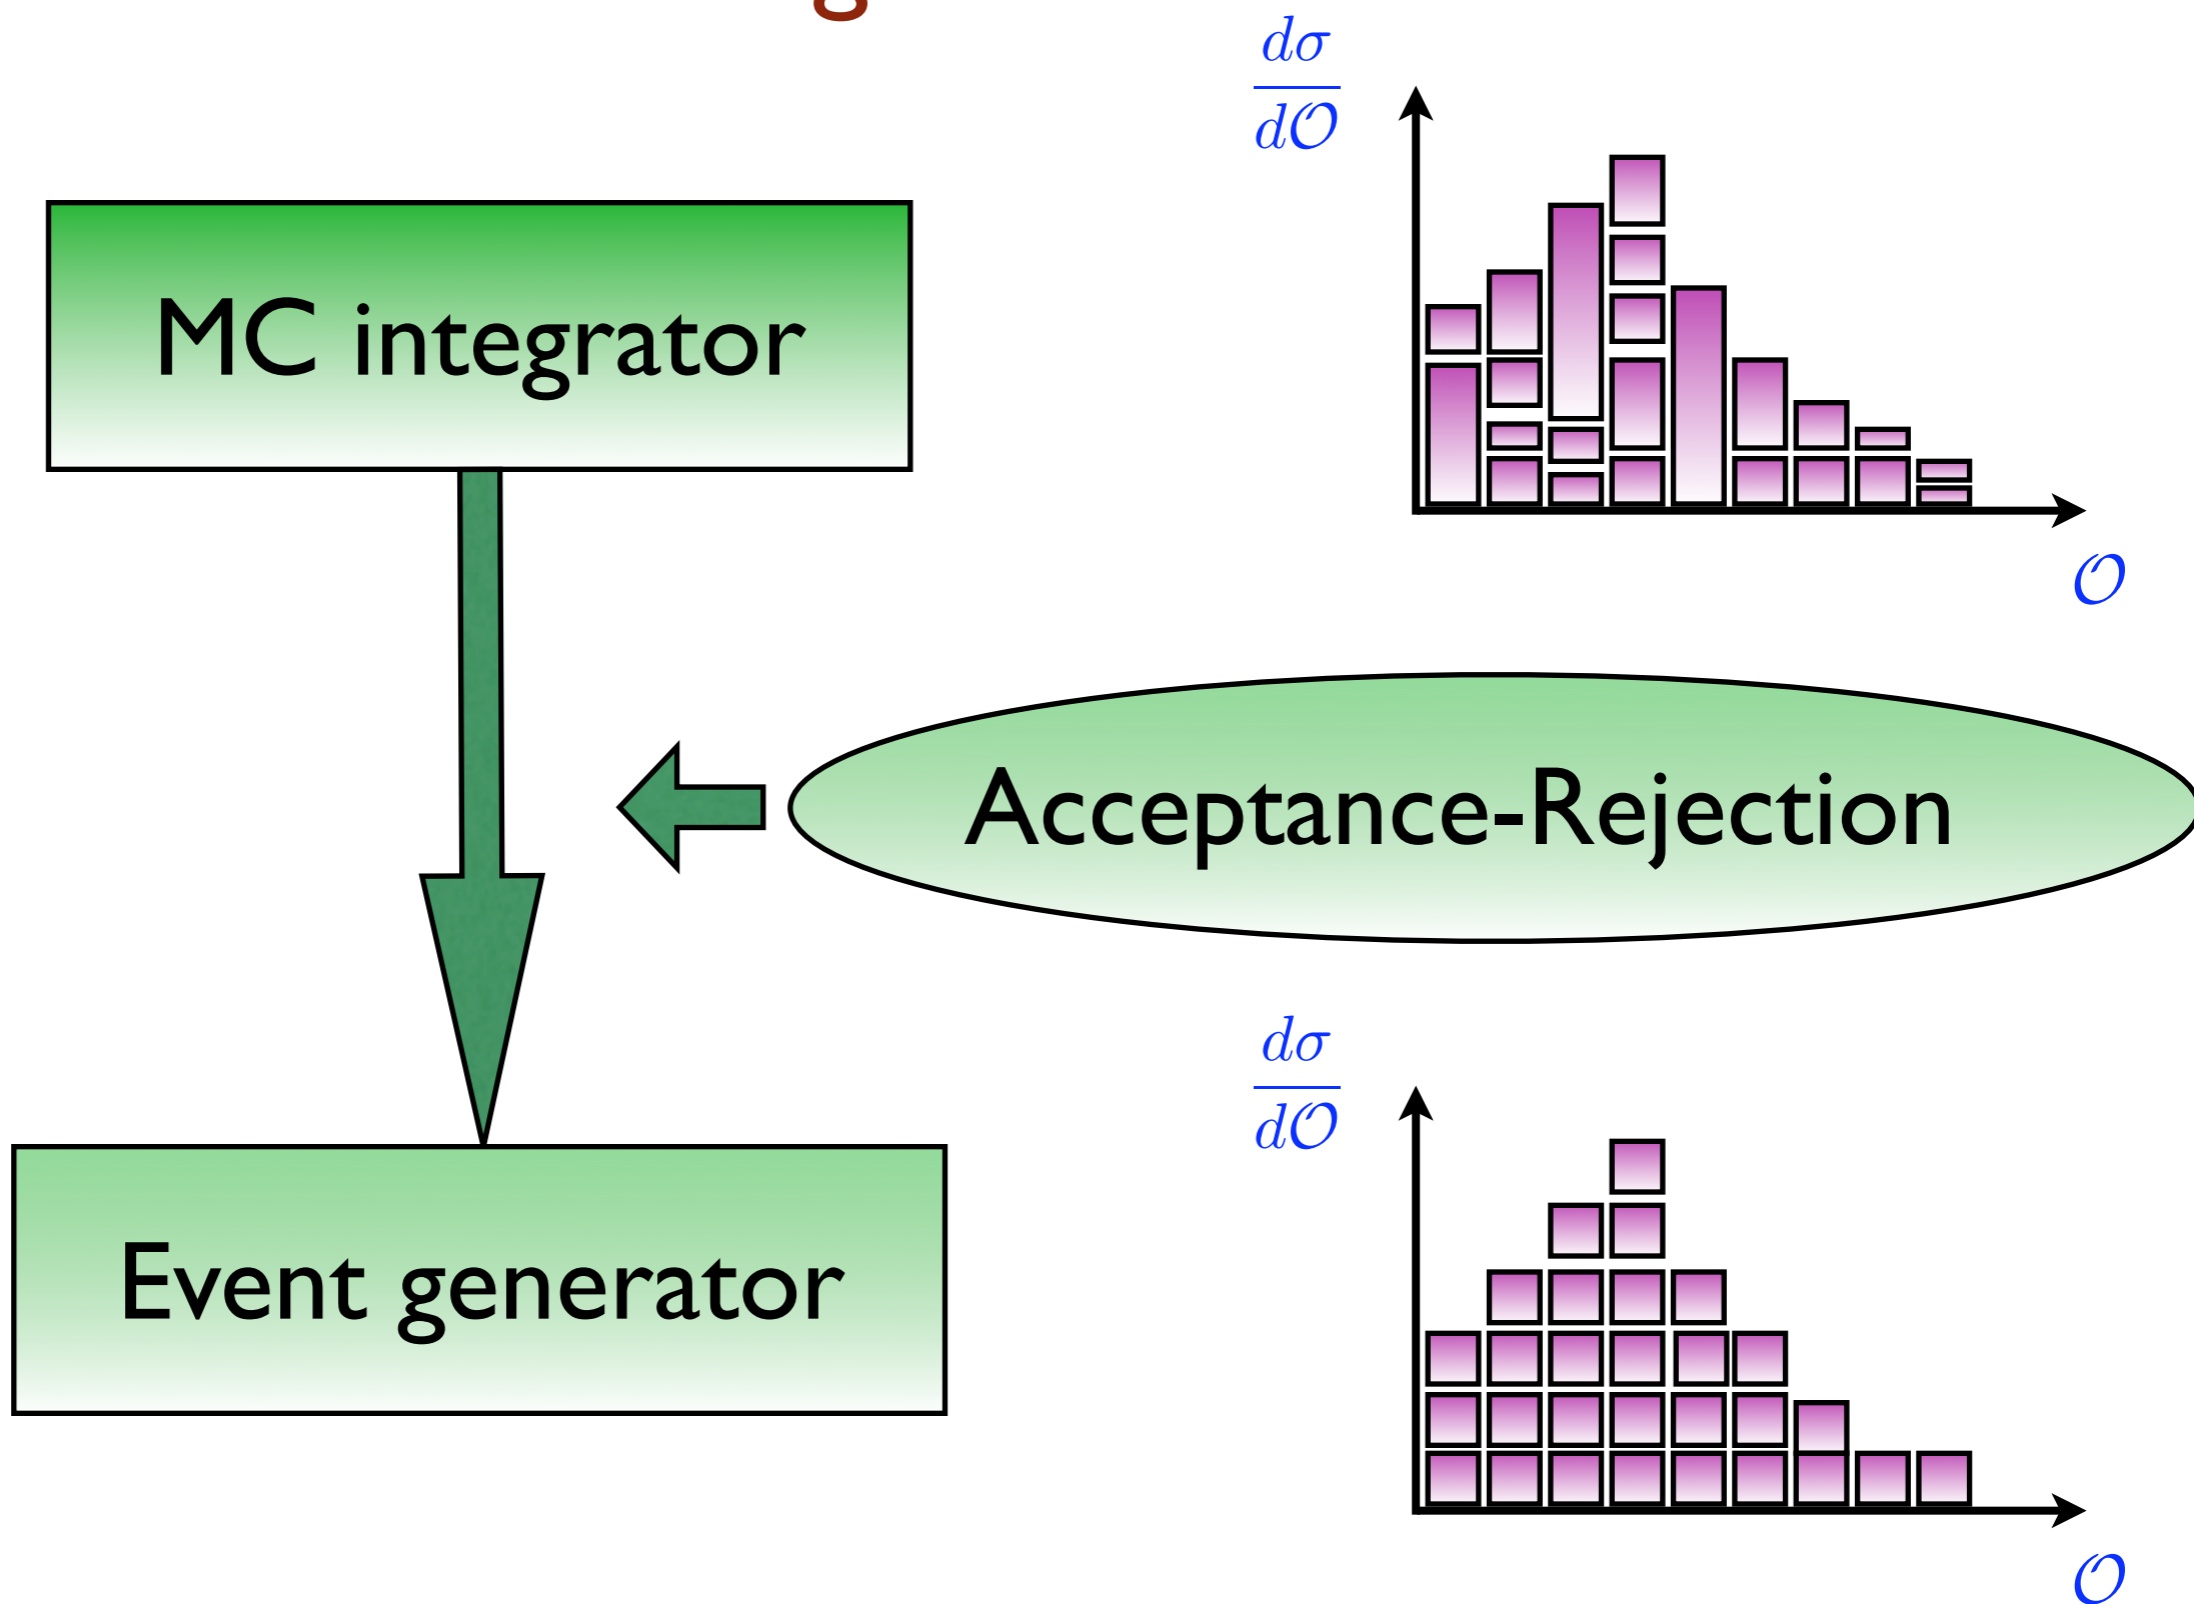 dσ
d𝒪
MC integrator
𝒪
Acceptance-Rejection
dσ
d𝒪
Event generator
𝒪